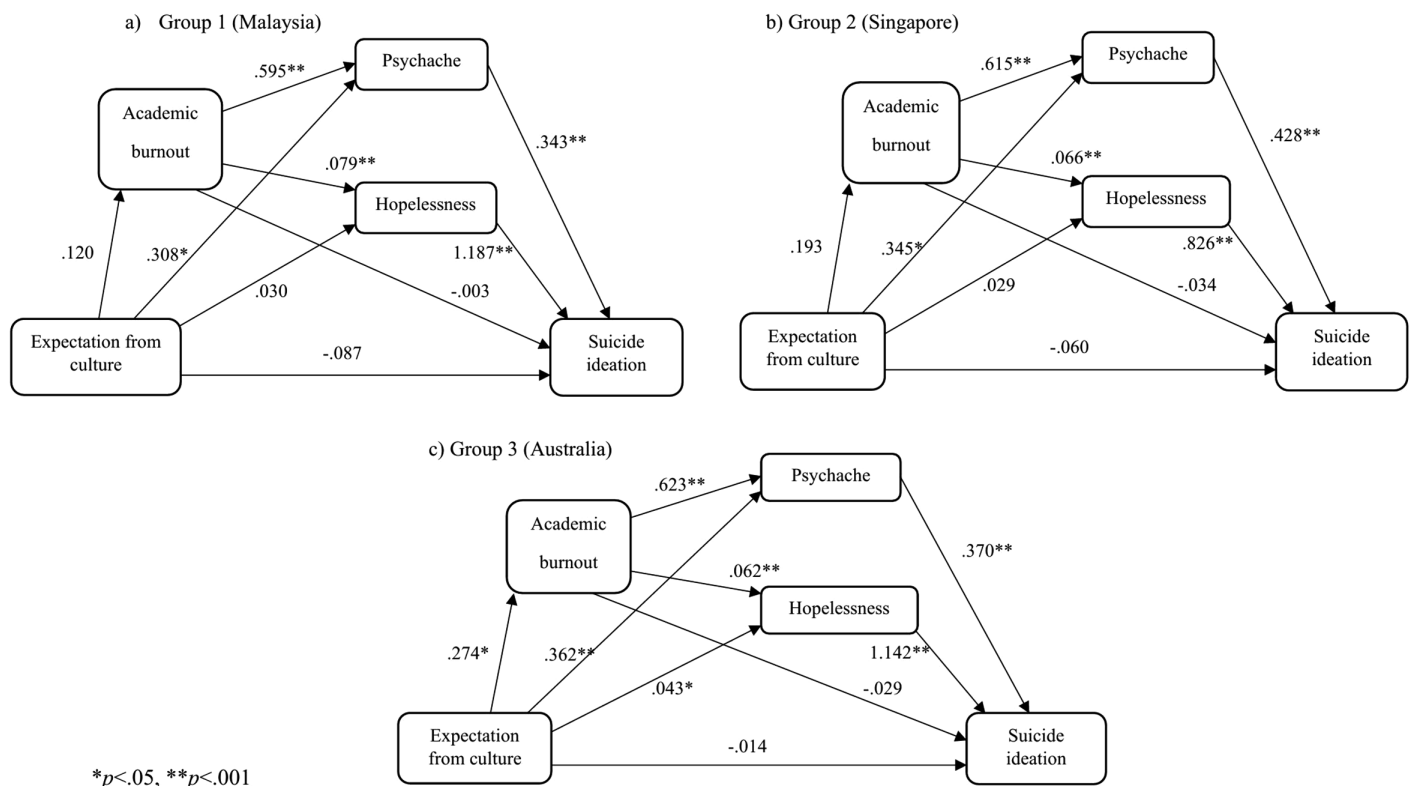 a) Group 1 (Malaysia)
Psychache
.595**
Academic
burnout
.343**
.079**
Hopelessness
.120
.308*
1.187**
.030
-.003
Expectation from
culture
-.087
Suicide
ideation
b) Group 2 (Singapore)
Psychache
.615**
Academic
burnout
.428**
.066**
Hopelessness
.193
.345*
.826**
.029
-.034
Expectation
from culture
-.060
Suicide
ideation
c) Group 3 (Australia)
Psychache
.623**
Academic
burnout
.370**
.062**
Hopelessness
.274*
.362**
1.142**
.043*
-.029
Expectation
from culture
-.014
Suicide
ideation
*p<.05, **p<.001